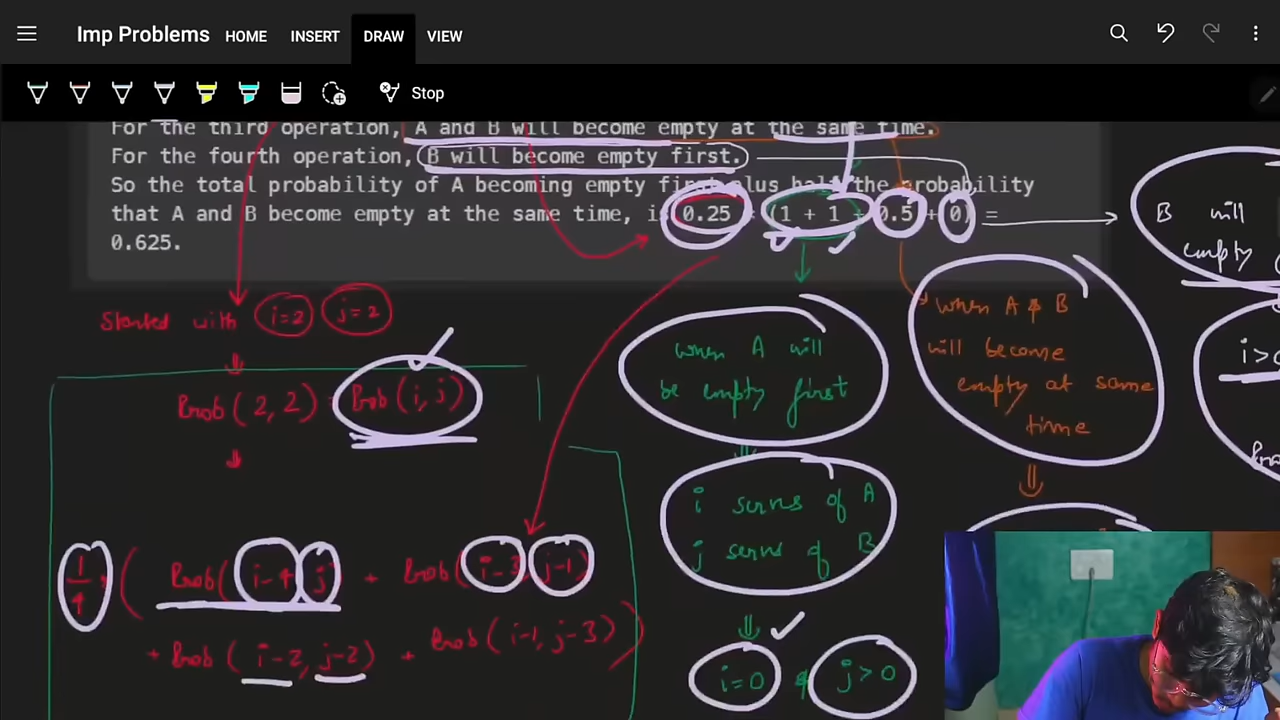 Imp Problems HOME INSERT DRAW VIEW
Stop
For the third operation, A and B will become empty at the same time.
For the fourth operation, B will become empty first.
So the total probability of A becoming empty first plus half the probability
that A and B become empty at the same time, is 0.25 (1 + 1 + 0.5 + 0) =
0.625.
Started with i=2 j=2
Prob(2,2) = Prob(i,j)
1/4 ( Prob(i-4, j) + Prob(i-3, j-1)
+ Prob(i-2, j-2) + Prob(i-1, j-3) )
when A will
be empty first
i serves of A
j serves of B
i=0 & j>0
when A & B
will become
empty at same
time
B will
empty
i>0